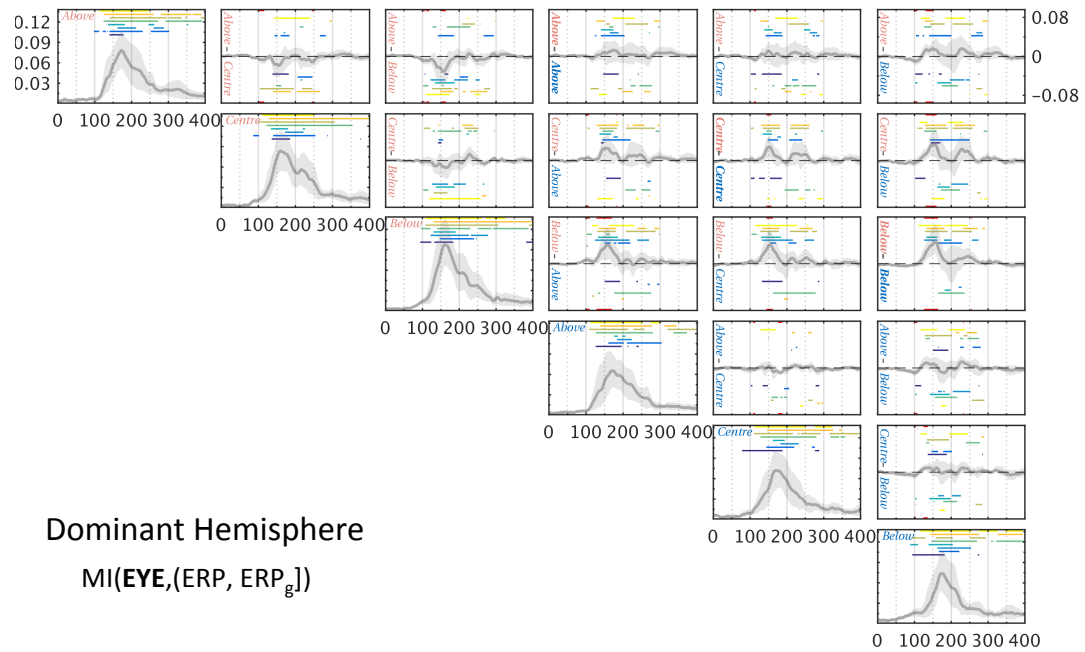 0.12
0.09
0.06
0.03
Above
0 100 200 300 400
Above - Centre
Above - Below
Above - Above
Above - Centre
Above - Below
0.08
0
-0.08
Centre
0 100 200 300 400
Centre- Below
Centre- Above
Centre- Centre
Centre- Below
Below
0 100 200 300 400
Below- Above
Below- Centre
Below- Below
Above
0 100 200 300 400
Above - Centre
Above - Below
Centre
0 100 200 300 400
Centre- Below
Below
0 100 200 300 400
Dominant Hemisphere
MI(EYE,(ERP, ERPg])